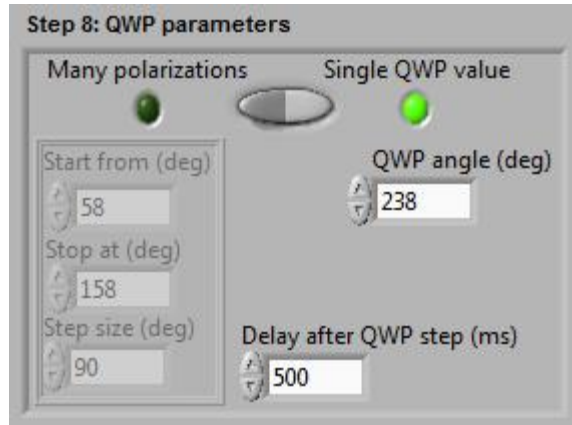 Step 8: QWP parameters
Many polarizations
Single QWP value
Start from (deg)
58
Stop at (deg)
158
Step size (deg)
90
QWP angle (deg)
238
Delay after QWP step (ms)
500